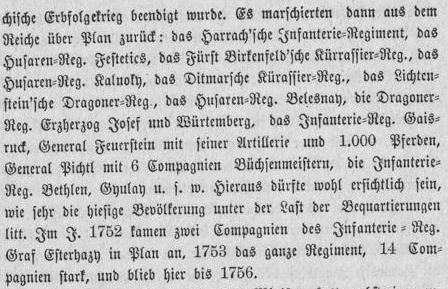 chische Erbfolgekrieg beendigt wurde. Es marschierten dann aus dem
Reiche über Plan zurück: das Harrach'sche Infanterie-Regiment, das
Husaren-Reg. Festetics, das Fürst Birkenfeld'sche Kürrassier-Reg., das
Husaren-Reg. Kalnoky, das Ditmarsche Kürassier-Reg., das Lichten-
stein'sche Dragoner-Reg., das Husaren-Reg. Belesnay, die Dragoner-
Reg. Erzherzog Josef und Würtemberg, das Infanterie-Reg. Gais-
ruck, General Feuerstein mit seiner Artillerie und 1.000 Pferden,
General Pichtl mit 6 Compagnien Büchsenmeistern, die Infanterie-
Reg. Bethlen, Gyulay u. s. w. Hieraus dürfte wohl ersichtlich sein,
wie sehr die hiesige Bevölkerung unter der Last der Bequartierungen
litt. Im J. 1752 kamen zwei Compagnien des Infanterie-Reg.
Graf Esterhazy in Plan an, 1753 das ganze Regiment, 14 Com-
pagnien stark, und blieb hier bis 1756.